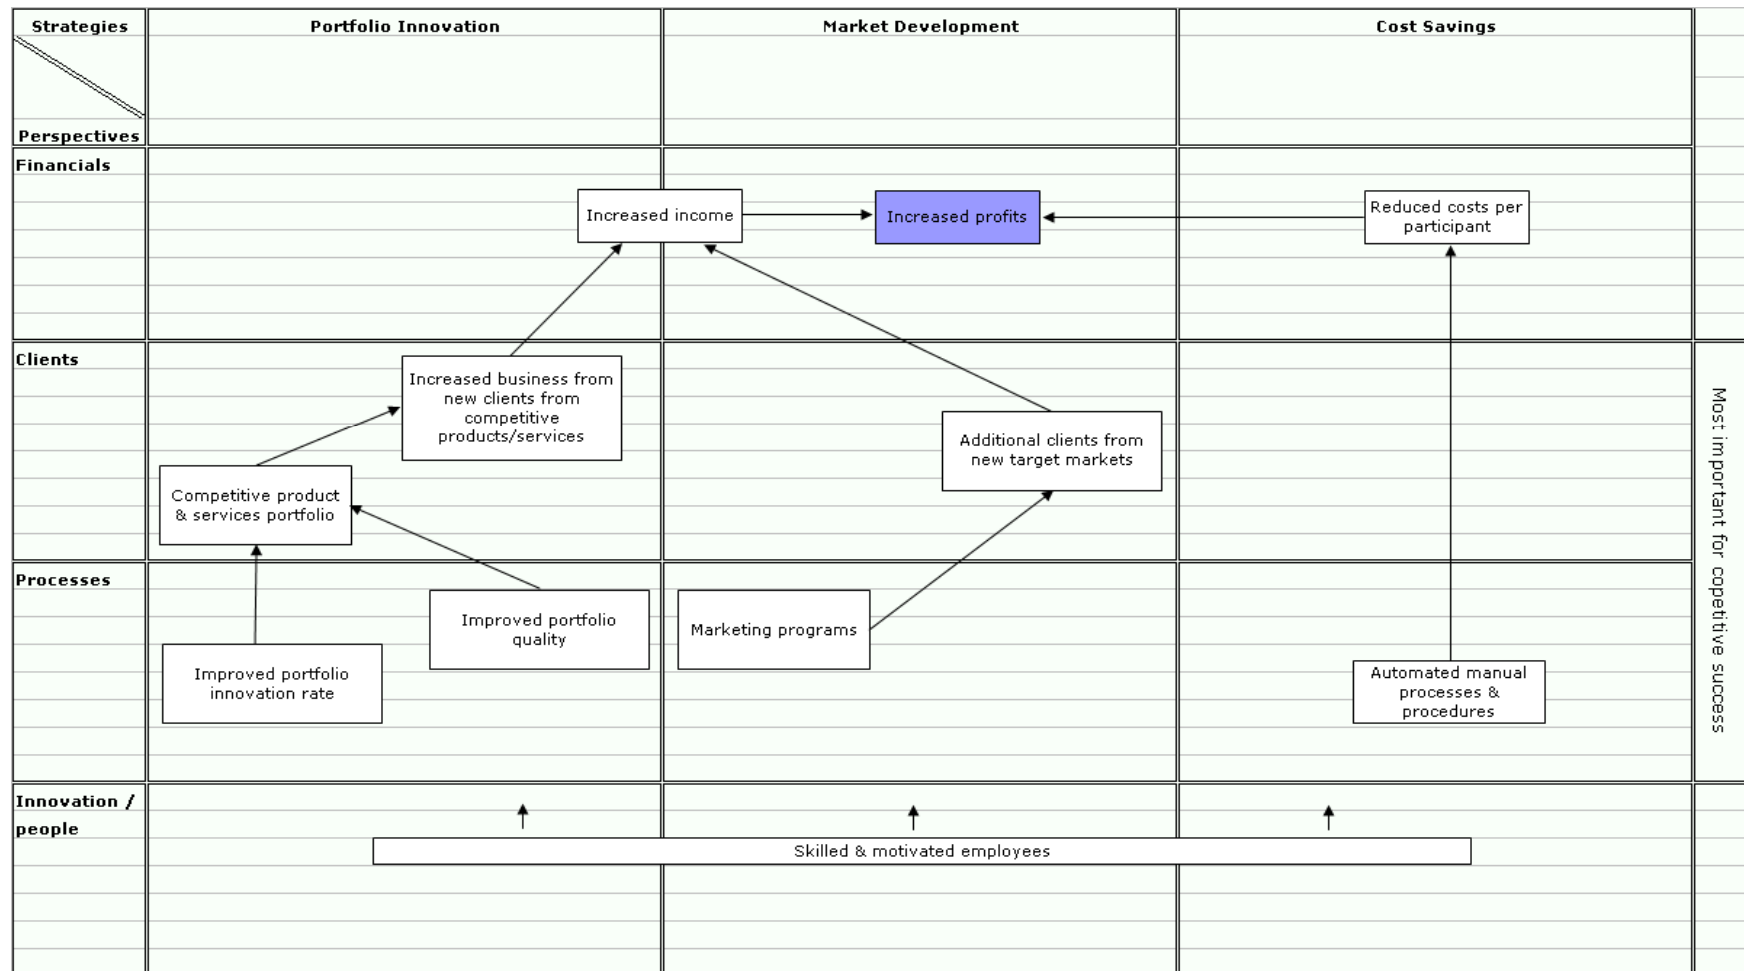 Strategies
Portfolio Innovation
Market Development
Cost Savings
Perspectives
Financials
Increased income
Increased profits
Reduced costs per
participant
Clients
Increased business from
new clients from
competitive
products/services
Additional clients from
new target markets
Competitive product
& services portfolio
Most important for copetitive success
Processes
Improved portfolio
quality
Marketing programs
Improved portfolio
innovation rate
Automated manual
processes &
procedures
Innovation /
people
Skilled & motivated employees